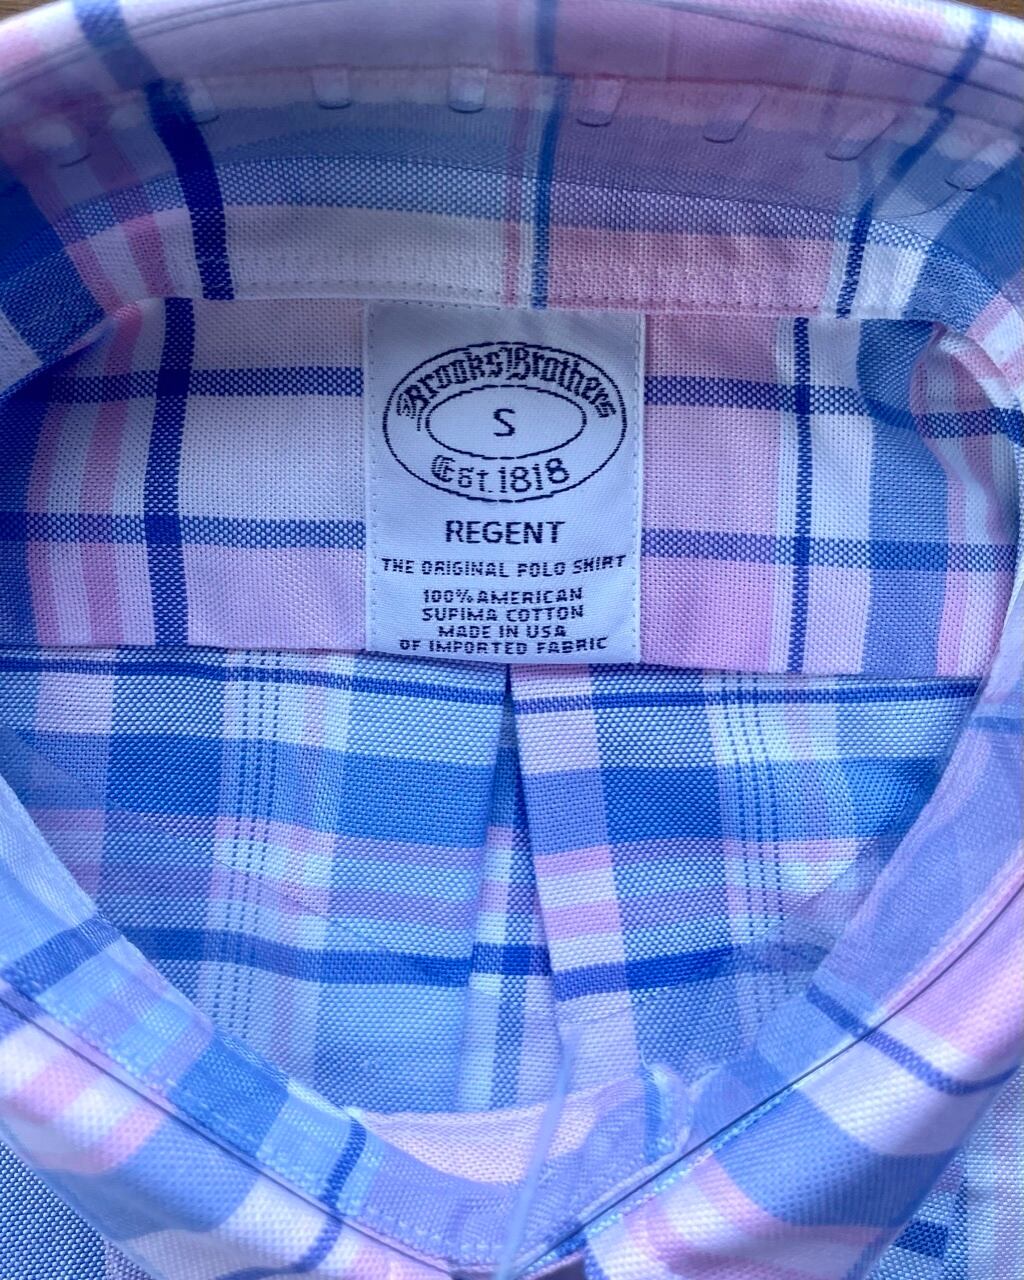 Brooks Brothers
S
Est. 1818
REGENT
THE ORIGINAL POLO SHIRT
100% AMERICAN
SUPIMA COTTON
MADE IN USA
OF IMPORTED FABRIC